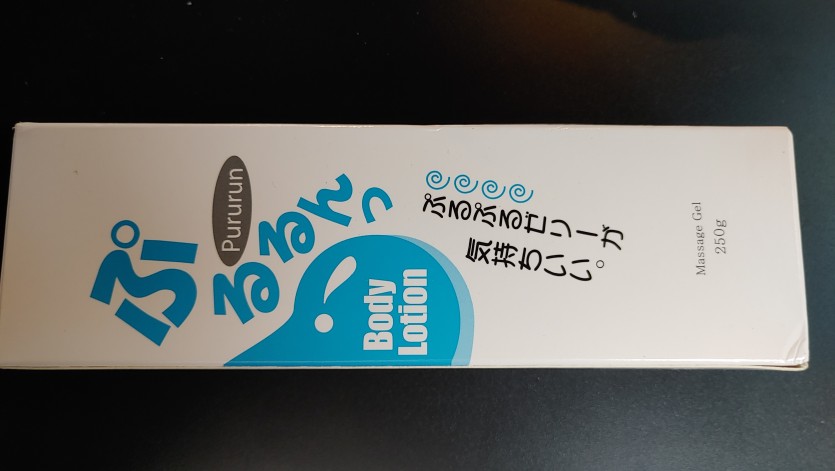 ぷるるんっ
Pururun
Body
Lotion
ぷるぷるゼリーが
気持ちいい。
Massage Gel
250g